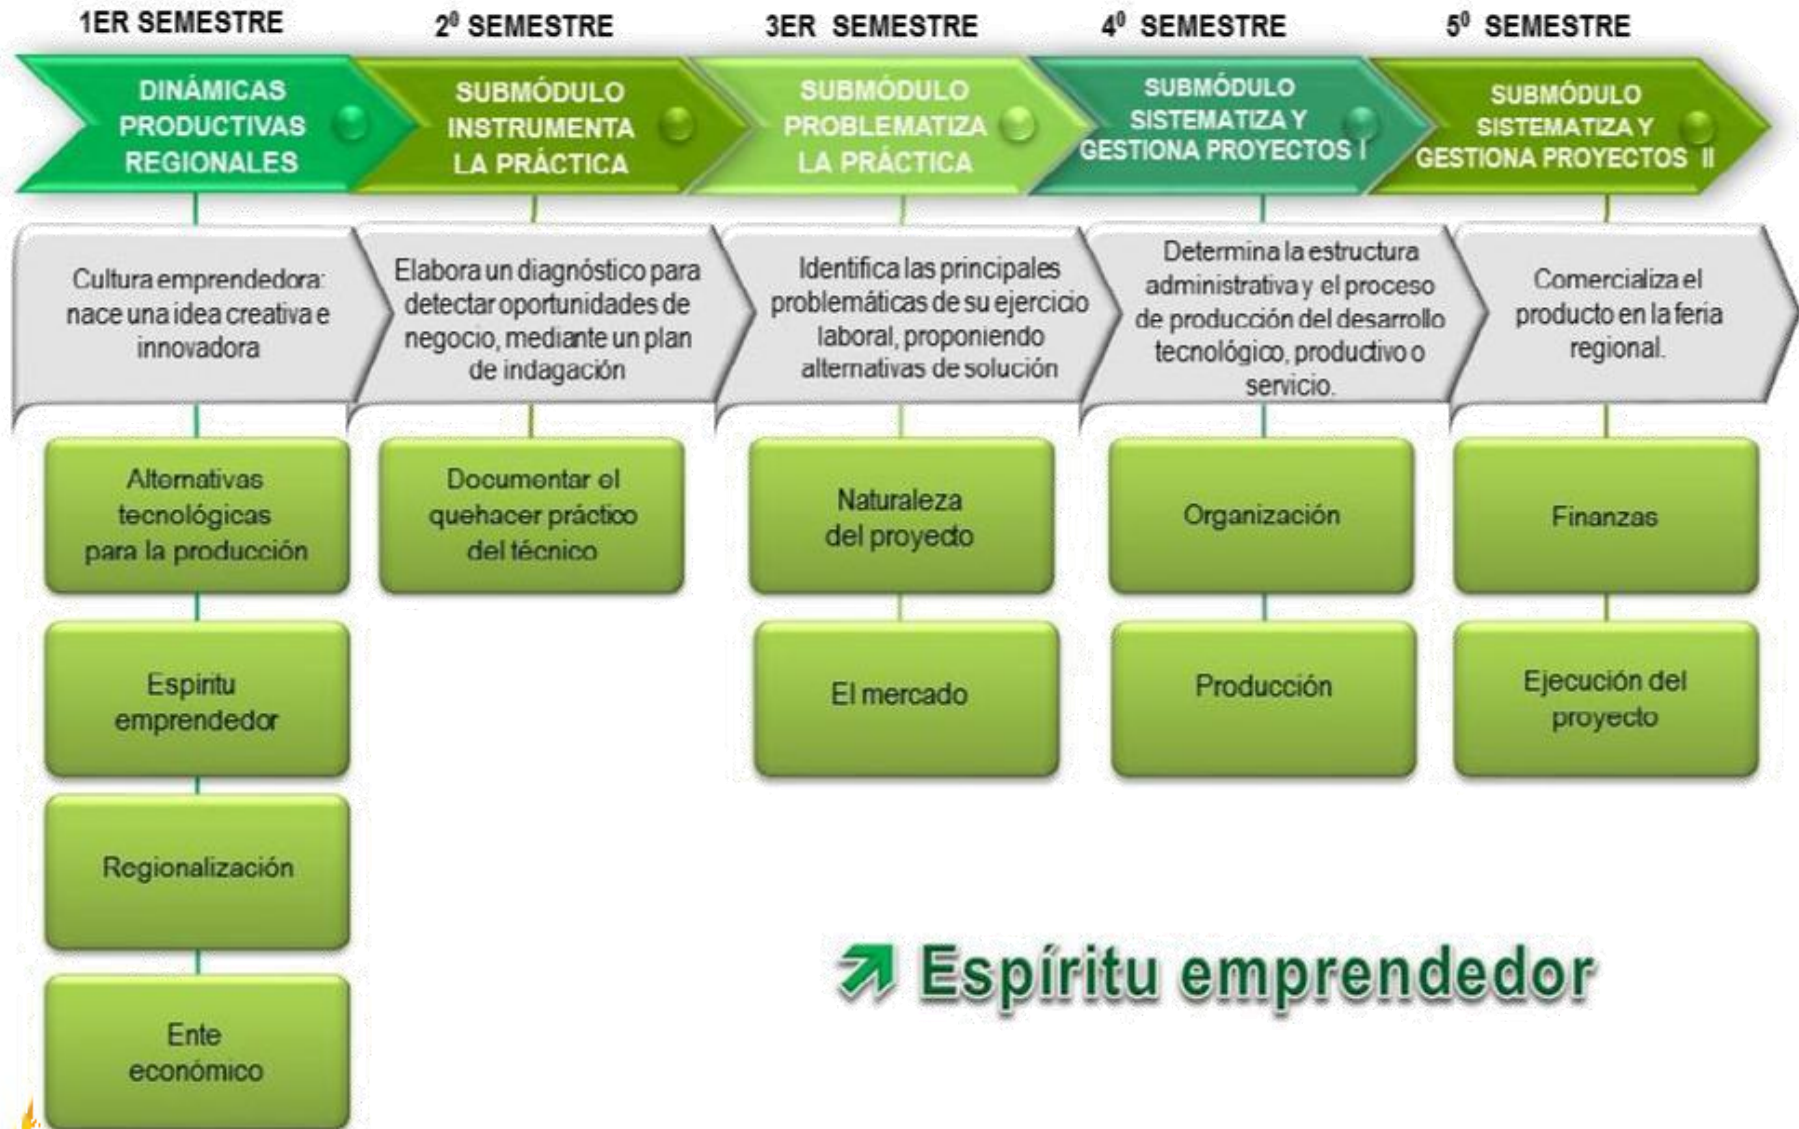 1ER SEMESTRE
2⁰ SEMESTRE
3ER SEMESTRE
4⁰ SEMESTRE
5⁰ SEMESTRE
DINÁMICAS
PRODUCTIVAS
REGIONALES
SUBMÓDULO
INSTRUMENTA
LA PRÁCTICA
SUBMÓDULO
PROBLEMATIZA
LA PRÁCTICA
SUBMÓDULO
SISTEMATIZA Y
GESTIONA PROYECTOS I
SUBMÓDULO
SISTEMATIZA Y
GESTIONA PROYECTOS II
Cultura emprendedora:
nace una idea creativa e
innovadora
Elabora un diagnóstico para
detectar oportunidades de
negocio, mediante un plan
de indagación
Identifica las principales
problemáticas de su ejercicio
laboral, proponiendo
alternativas de solución
Determina la estructura
administrativa y el proceso
de producción del desarrollo
tecnológico, productivo o
servicio.
Comercializa el
producto en la feria
regional.
Alternativas
tecnológicas
para la producción
Documentar el
quehacer práctico
del técnico
Naturaleza
del proyecto
Organización
Finanzas
Espiritu
emprendedor
El mercado
Producción
Ejecución del
proyecto
Regionalización
Ente
económico
Espíritu emprendedor